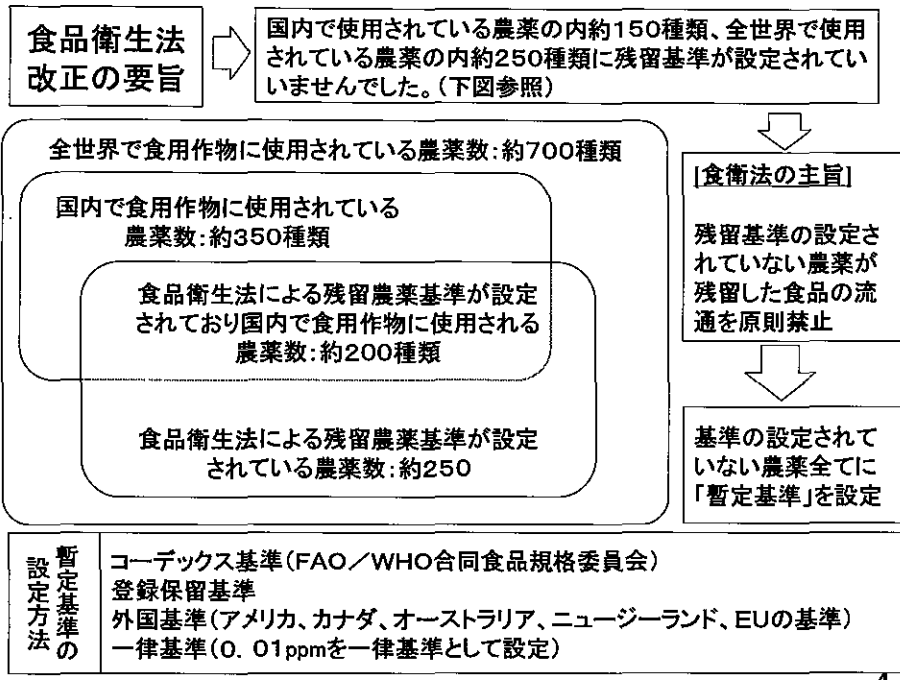 食品衛生法
改正の要旨
国内で使用されている農薬の内約150種類、全世界で使用
されている農薬の内約250種類に残留基準が設定されてい
いませんでした。(下図参照)
全世界で食用作物に使用されている農薬数:約700種類
国内で食用作物に使用されている
農薬数:約350種類
食品衛生法による残留農薬基準が設定
されており国内で食用作物に使用される
農薬数:約200種類
食品衛生法による残留農薬基準が設定
されている農薬数:約250
[食衛法の主旨]
残留基準の設定さ
れていない農薬が
残留した食品の流
通を原則禁止
基準の設定されて
いない農薬全てに
「暫定基準」を設定
暫定基準の
設定方法
コーデックス基準(FAO/WHO合同食品規格委員会)
登録保留基準
外国基準(アメリカ、カナダ、オーストラリア、ニュージーランド、EUの基準)
一律基準(0.01ppmを一律基準として設定)